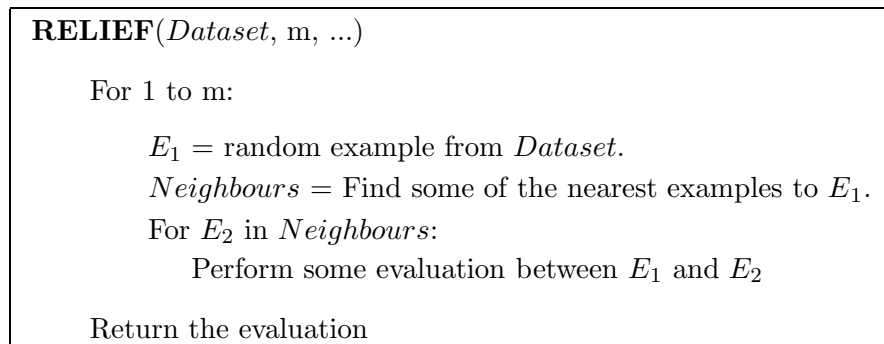 RELIEF(Dataset, m, ...)
For 1 to m:
E₁ = random example from Dataset.
Neighbours = Find some of the nearest examples to E₁.
For E₂ in Neighbours:
Perform some evaluation between E₁ and E₂
Return the evaluation